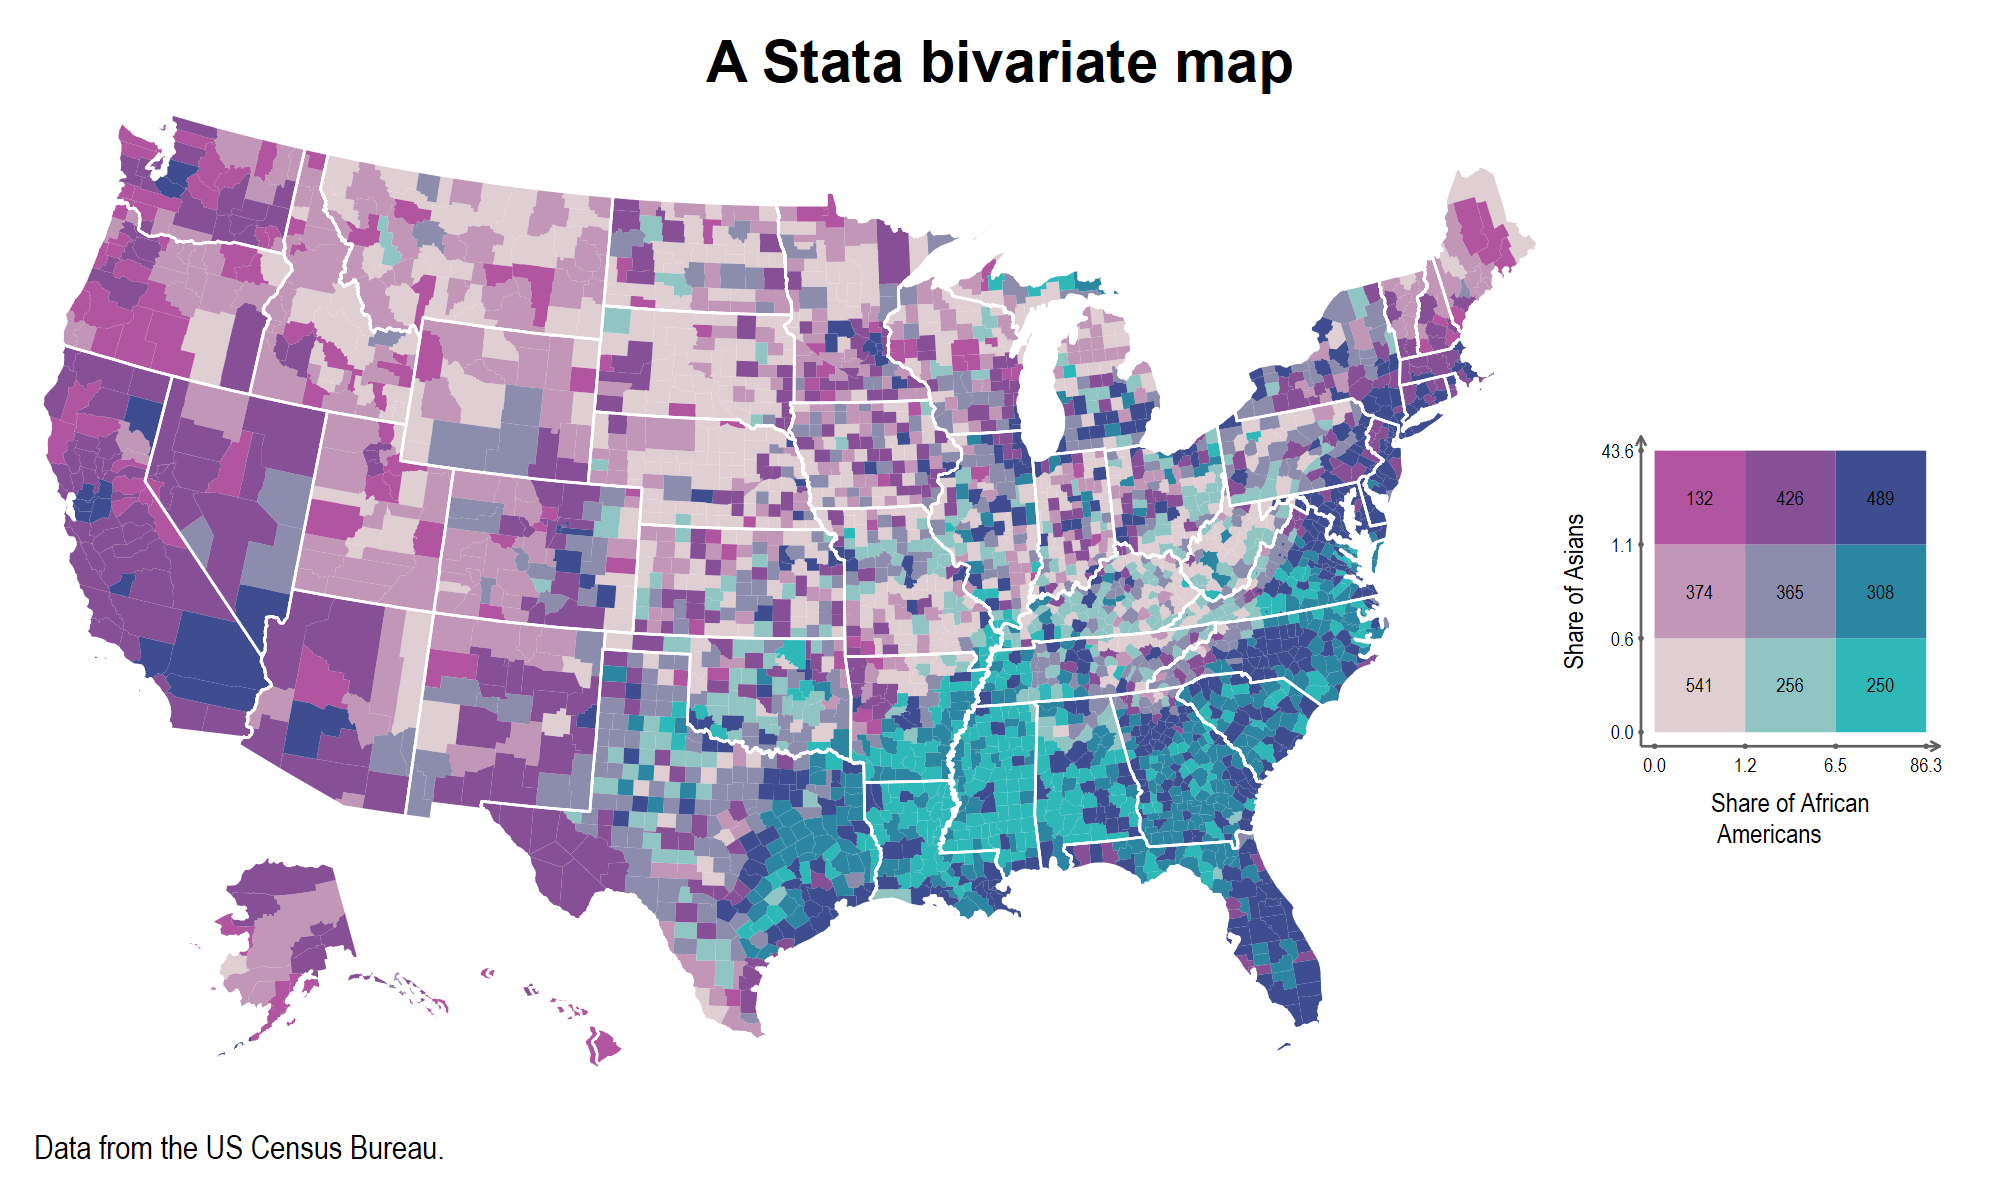 A Stata bivariate map
43.6
132 426 489
1.1
374 365 308
0.6
541 256 250
0.0
0.0 1.2 6.5 86.3
Share of Asians
Share of African
Americans
Data from the US Census Bureau.